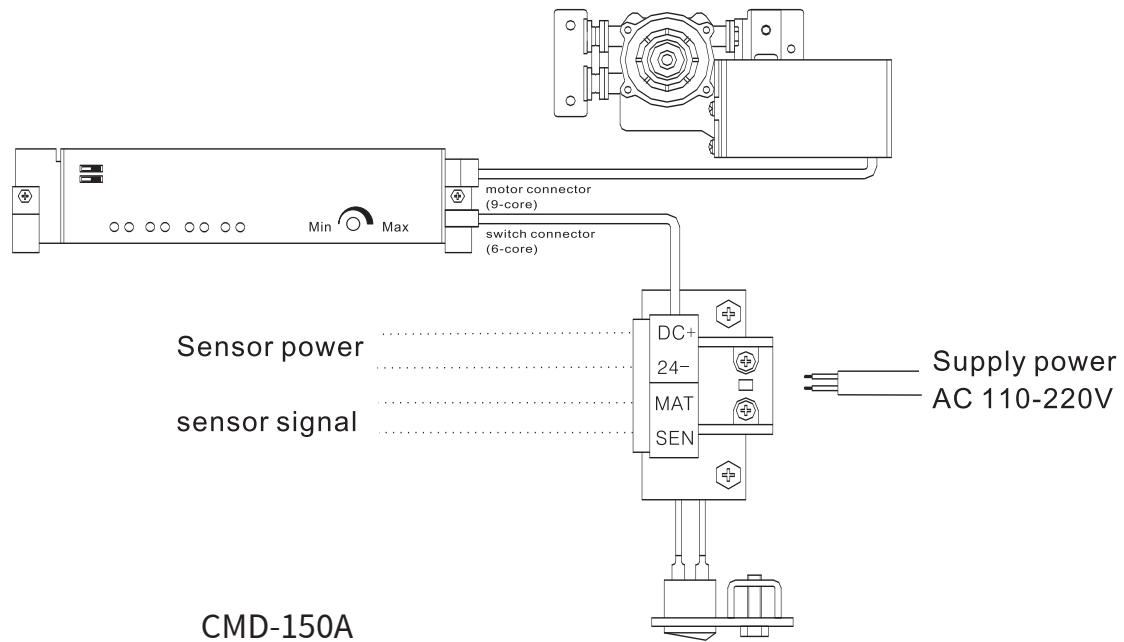 motor connector
(9-core)
Min
Max
switch connector
(6-core)
Sensor power
DC+
24-
Supply power
AC 110-220V
MAT
sensor signal
SEN
CMD-150A